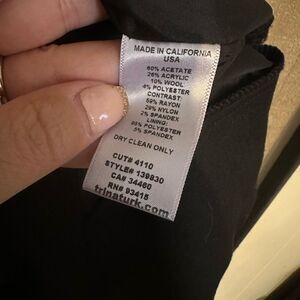 MADE IN CALIFORNIA
USA
60% ACETATE
26% ACRYLIC
10% WOOL
4% POLYESTER
CONTRAST
59% RAYON
29% NYLON
2% SPANDEX
LINING:
95% POLYESTER
5% SPANDEX
DRY CLEAN ONLY
CUT# 4110
STYLE# 139830
CA# 34460
RN# 93415
trinaturk.com